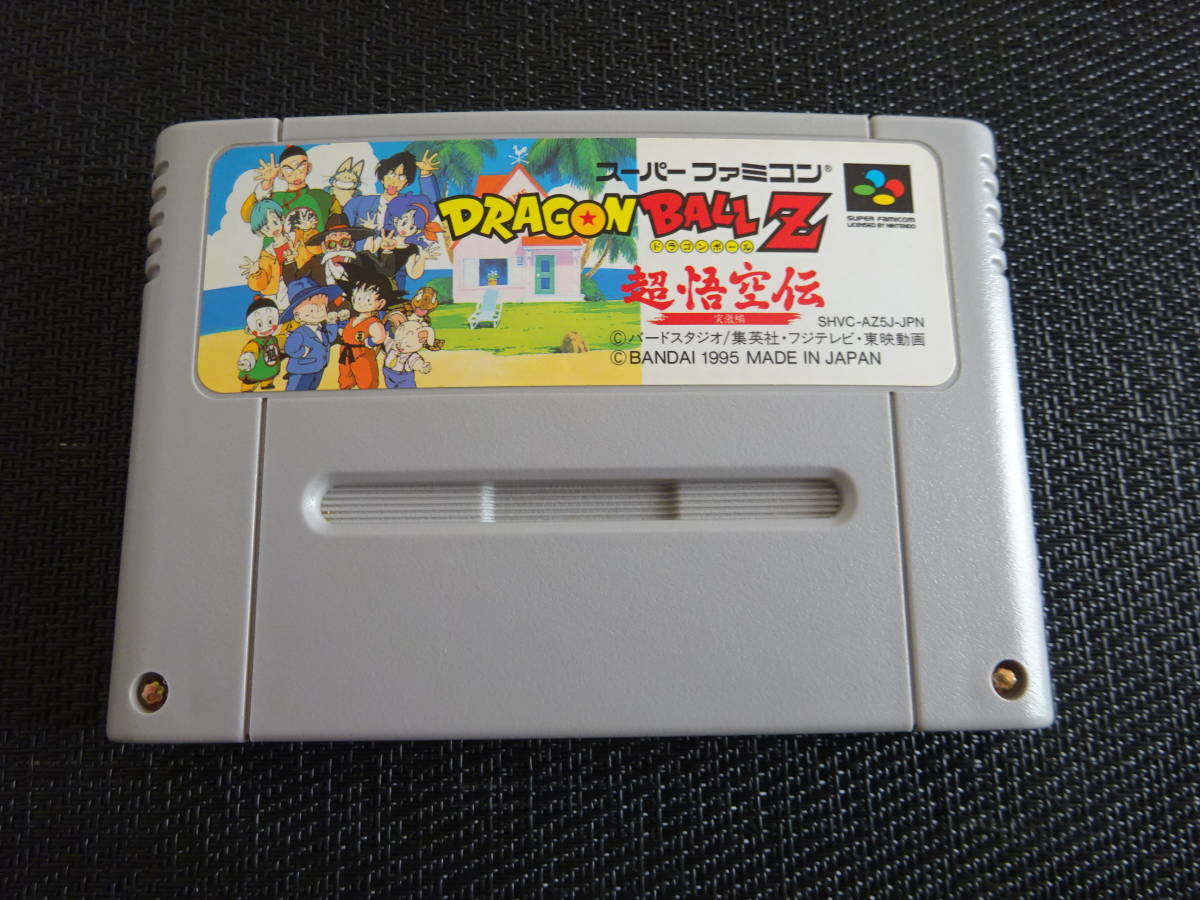 スーパーファミコン®
DRAGON BALL Z
ドラゴンボール
超・悟空伝
突激編
SUPER FAMICOM
LICENSED BY NINTENDO
SHVC-AZ5J-JPN
©バードスタジオ/集英社・フジテレビ・東映動画
©BANDAI 1995 MADE IN JAPAN
亀